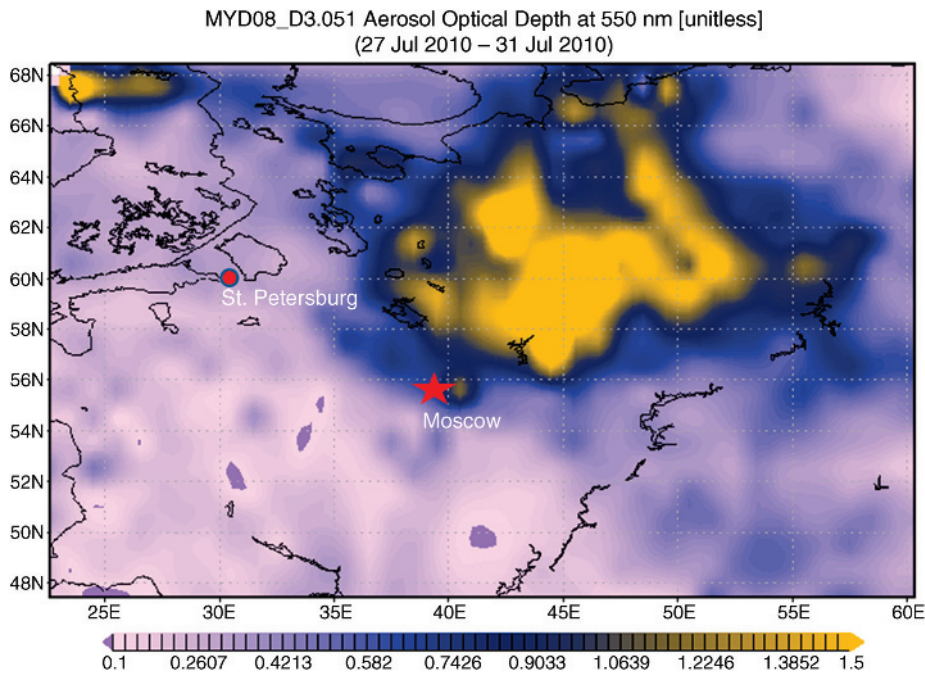 MYD08_D3.051 Aerosol Optical Depth at 550 nm [unitless]
(27 Jul 2010 – 31 Jul 2010)
68N
66N
64N
62N
60N
St. Petersburg
58N
56N
Moscow
54N
52N
50N
48N
25E 30E 35E 40E 45E 50E 55E 60E
0.1 0.2607 0.4213 0.582 0.7426 0.9033 1.0639 1.2246 1.3852 1.5